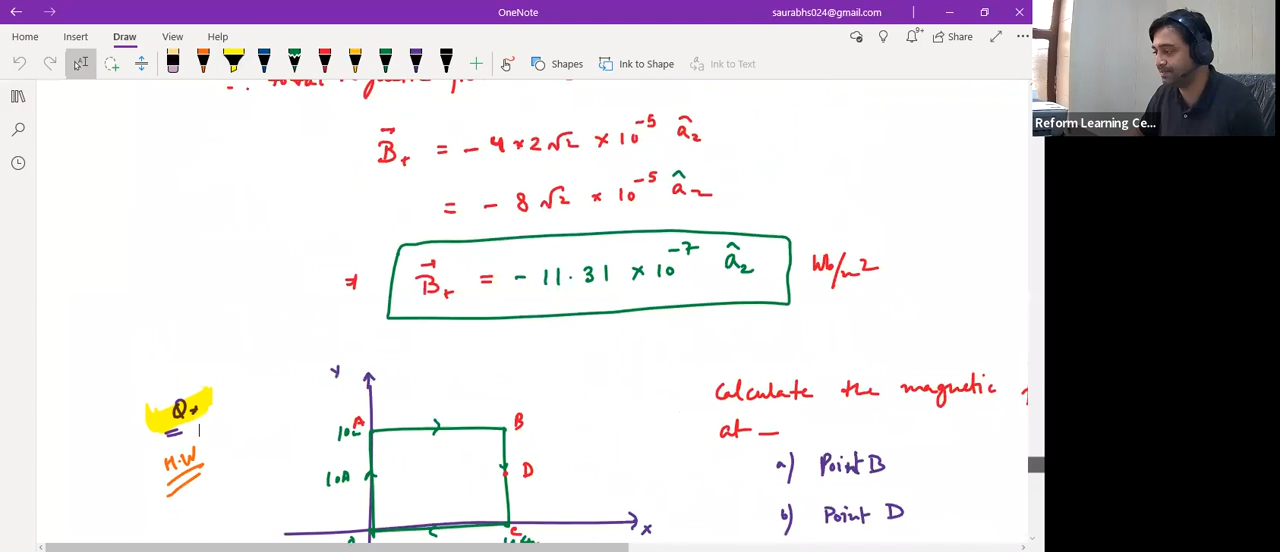 OneNote
saurabhs024@gmail.com
Home Insert Draw View Help
Share
Shapes Ink to Shape Ink to Text
Reform Learning Ce...
B⃗ₜ = - 4 × 2√2 × 10⁻⁵ â₂
= - 8√2 × 10⁻⁵ â₂
⇒ B⃗ₜ = - 11.31 × 10⁻⁷ â₂ Wb/m²
Q.
H.W
Y
A
B
10A
D
C
X
Calculate the magnetic
at —
a) Point B
b) Point D